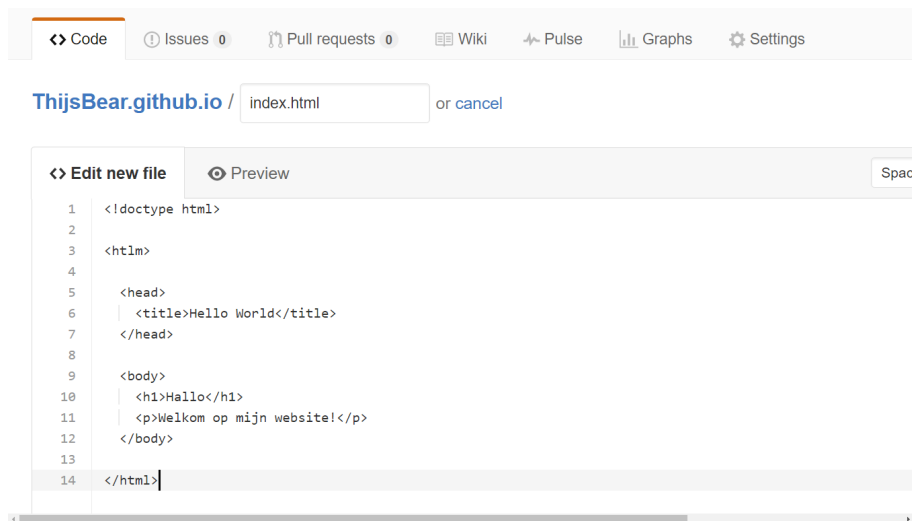 Code Issues 0 Pull requests 0 Wiki Pulse Graphs Settings
ThijsBear.github.io / index.html or cancel
Edit new file Preview Spac
1 <!doctype html>
2
3 <htlm>
4
5 <head>
6 <title>Hello World</title>
7 </head>
8
9 <body>
10 <h1>Hallo</h1>
11 <p>Welkom op mijn website!</p>
12 </body>
13
14 </html>